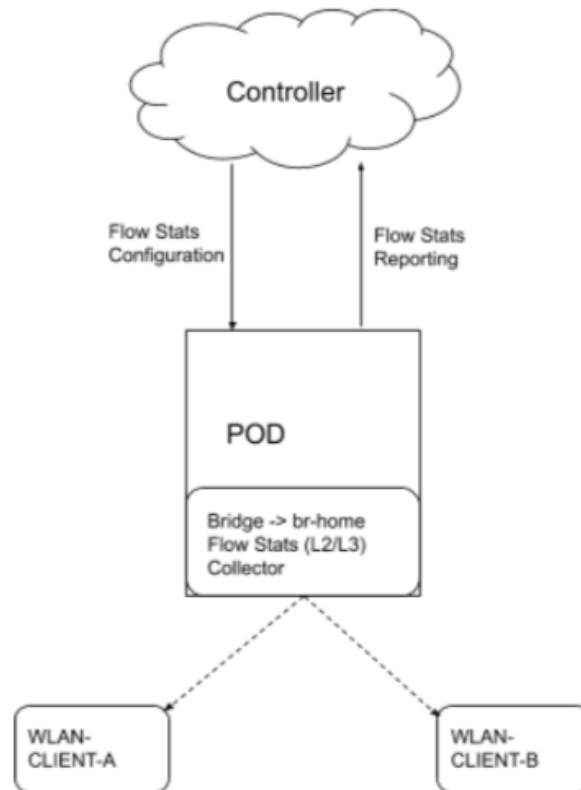 Controller
Flow Stats
Configuration
Flow Stats
Reporting
POD
Bridge -> br-home
Flow Stats (L2/L3)
Collector
WLAN-
CLIENT-A
WLAN-
CLIENT-B